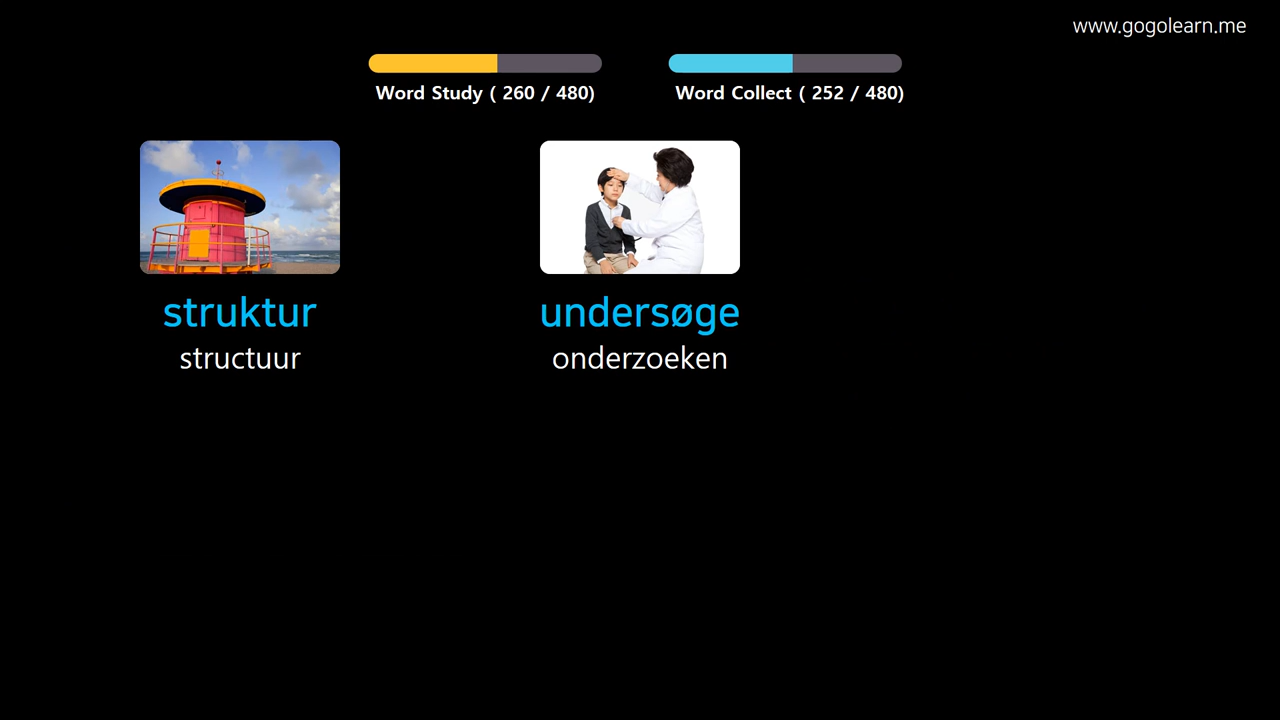 www.gogolearn.me
Word Study ( 260 / 480)
Word Collect ( 252 / 480)
struktur
structuur
undersøge
onderzoeken